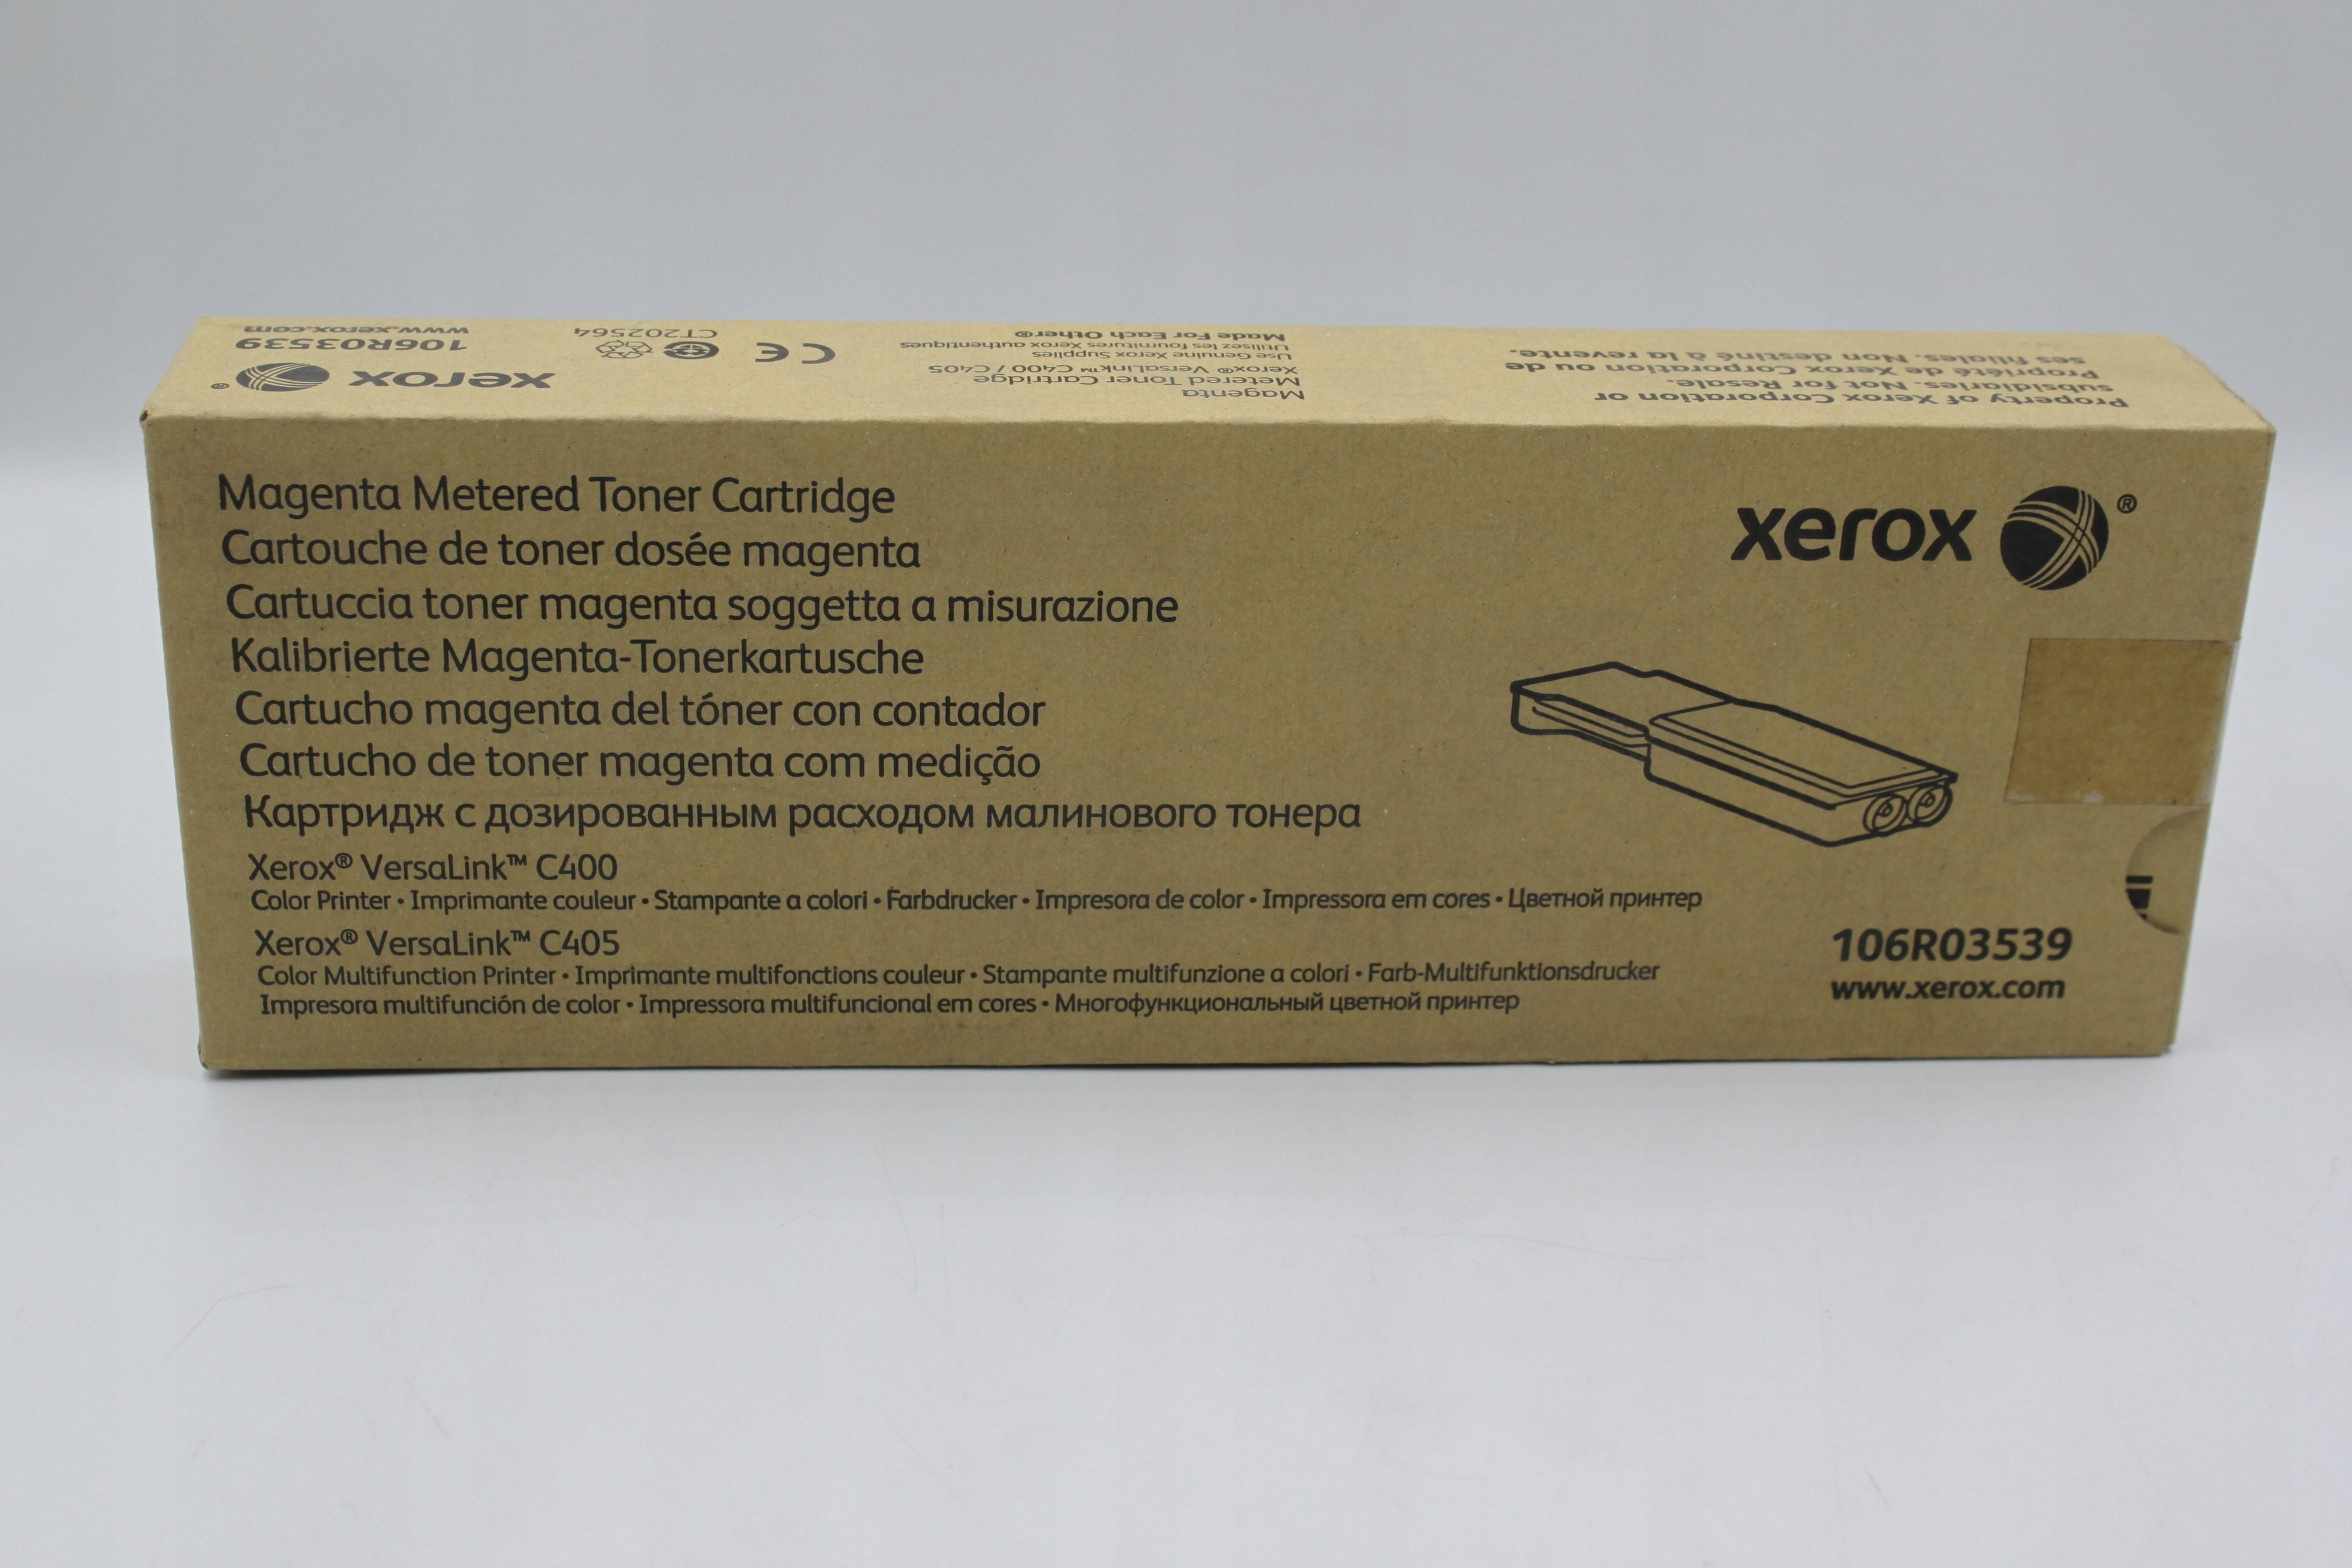 Property of Xerox Corporation or
subsidiaries. Not for Resale.
Propriété de Xerox Corporation ou de
ses filiales. Non destiné à la revente.
Magenta
Metered Toner Cartridge
Xerox® VersaLink™ C400 / C405
Use Genuine Xerox Supplies
Utilisez les fournitures Xerox authentiques
Made For Each Other®
CE
CT202564
xerox ®
106R03539
www.xerox.com
Magenta Metered Toner Cartridge
Cartouche de toner dosée magenta
Cartuccia toner magenta soggetta a misurazione
Kalibrierte Magenta-Tonerkartusche
Cartucho magenta del tóner con contador
Cartucho de toner magenta com medição
Картридж с дозированным расходом малинового тонера
Xerox® VersaLink™ C400
Color Printer • Imprimante couleur • Stampante a colori • Farbdrucker • Impresora de color • Impressora em cores • Цветной принтер
Xerox® VersaLink™ C405
Color Multifunction Printer • Imprimante multifonctions couleur • Stampante multifunzione a colori • Farb-Multifunktionsdrucker
Impresora multifunción de color • Impressora multifuncional em cores • Многофункциональный цветной принтер
xerox ®
106R03539
www.xerox.com